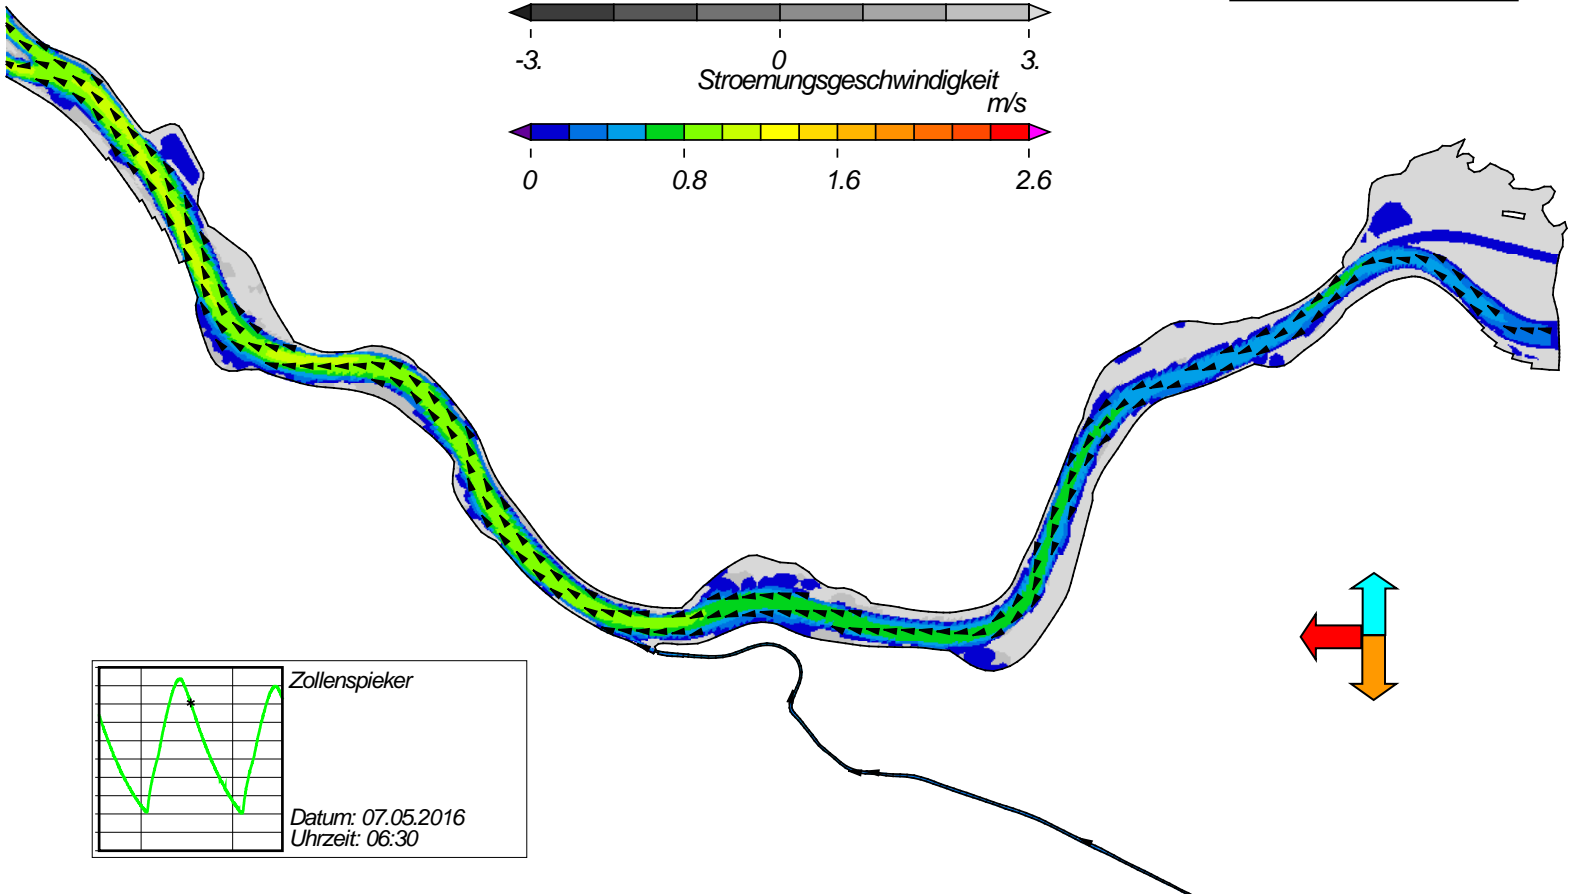 -3. 0 3.
Stroemungsgeschwindigkeit
m/s
0 0.8 1.6 2.6
Zollenspieker
Datum: 07.05.2016
Uhrzeit: 06:30